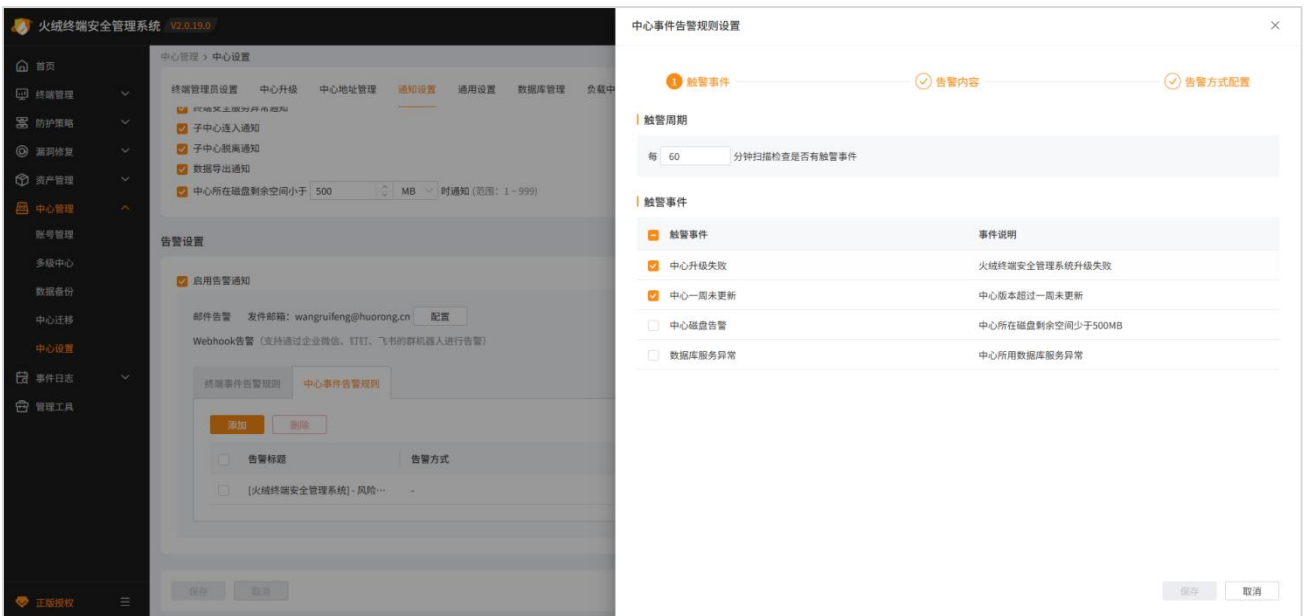 火绒终端安全管理系统 V2.0.19.0
首页
终端管理
防护策略
漏洞修复
资产管理
中心管理
账号管理
多级中心
数据备份
中心迁移
中心设置
事件日志
管理工具
正版授权
中心管理 > 中心设置
终端管理员设置 中心升级 中心地址管理 通知设置 通用设置 数据库管理 负载中
终端安全服务异常通知
子中心连入通知
子中心脱离通知
数据导出通知
中心所在磁盘剩余空间小于 500 MB 时通知 (范围：1 ~ 999)
告警设置
启用告警通知
邮件告警 发件邮箱：wangruifeng@huorong.cn 配置
Webhook告警（支持通过企业微信、钉钉、飞书的群机器人进行告警）
终端事件告警规则 中心事件告警规则
添加 删除
告警标题 告警方式
[火绒终端安全管理系统] - 风险··· -
保存 取消
中心事件告警规则设置
1 触警事件 告警内容 告警方式配置
触警周期
每 60 分钟扫描检查是否有触警事件
触警事件
触警事件 事件说明
中心升级失败 火绒终端安全管理系统升级失败
中心一周未更新 中心版本超过一周未更新
中心磁盘告警 中心所在磁盘剩余空间少于500MB
数据库服务异常 中心所用数据库服务异常
保存 取消